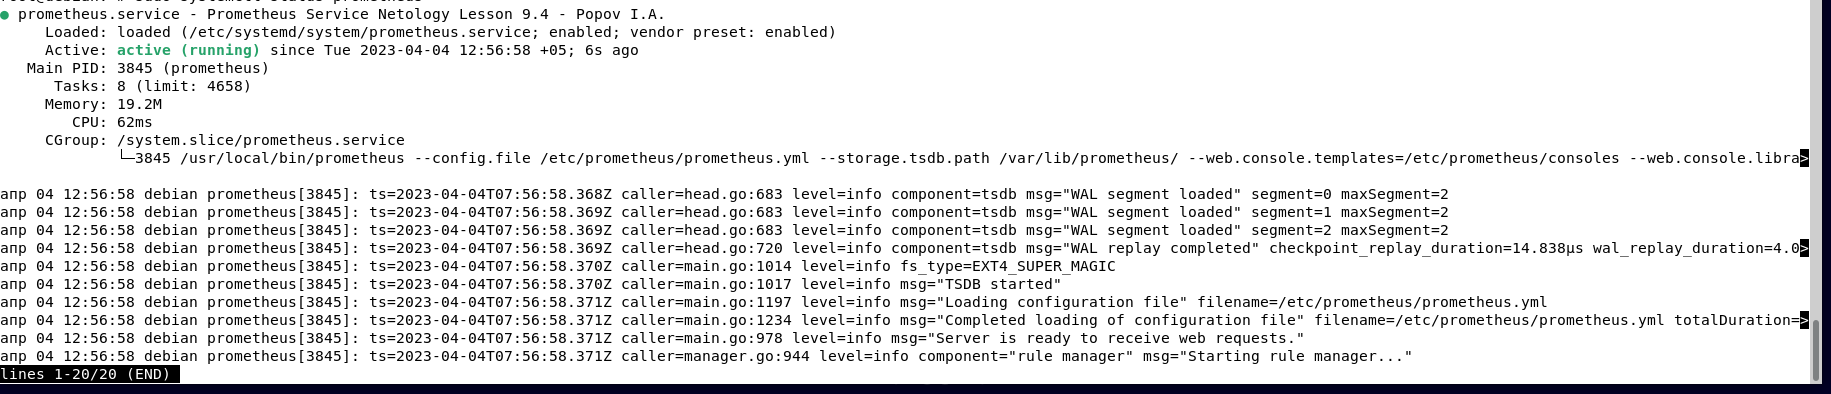 ● prometheus.service - Prometheus Service Netology Lesson 9.4 - Popov I.A.
Loaded: loaded (/etc/systemd/system/prometheus.service; enabled; vendor preset: enabled)
Active: active (running) since Tue 2023-04-04 12:56:58 +05; 6s ago
Main PID: 3845 (prometheus)
Tasks: 8 (limit: 4658)
Memory: 19.2M
CPU: 62ms
CGroup: /system.slice/prometheus.service
└─3845 /usr/local/bin/prometheus --config.file /etc/prometheus/prometheus.yml --storage.tsdb.path /var/lib/prometheus/ --web.console.templates=/etc/prometheus/consoles --web.console.libra>
апр 04 12:56:58 debian prometheus[3845]: ts=2023-04-04T07:56:58.368Z caller=head.go:683 level=info component=tsdb msg="WAL segment loaded" segment=0 maxSegment=2
апр 04 12:56:58 debian prometheus[3845]: ts=2023-04-04T07:56:58.369Z caller=head.go:683 level=info component=tsdb msg="WAL segment loaded" segment=1 maxSegment=2
апр 04 12:56:58 debian prometheus[3845]: ts=2023-04-04T07:56:58.369Z caller=head.go:683 level=info component=tsdb msg="WAL segment loaded" segment=2 maxSegment=2
апр 04 12:56:58 debian prometheus[3845]: ts=2023-04-04T07:56:58.369Z caller=head.go:720 level=info component=tsdb msg="WAL replay completed" checkpoint_replay_duration=14.838µs wal_replay_duration=4.0>
апр 04 12:56:58 debian prometheus[3845]: ts=2023-04-04T07:56:58.370Z caller=main.go:1014 level=info fs_type=EXT4_SUPER_MAGIC
апр 04 12:56:58 debian prometheus[3845]: ts=2023-04-04T07:56:58.370Z caller=main.go:1017 level=info msg="TSDB started"
апр 04 12:56:58 debian prometheus[3845]: ts=2023-04-04T07:56:58.371Z caller=main.go:1197 level=info msg="Loading configuration file" filename=/etc/prometheus/prometheus.yml
апр 04 12:56:58 debian prometheus[3845]: ts=2023-04-04T07:56:58.371Z caller=main.go:1234 level=info msg="Completed loading of configuration file" filename=/etc/prometheus/prometheus.yml totalDuration=>
апр 04 12:56:58 debian prometheus[3845]: ts=2023-04-04T07:56:58.371Z caller=main.go:978 level=info msg="Server is ready to receive web requests."
апр 04 12:56:58 debian prometheus[3845]: ts=2023-04-04T07:56:58.371Z caller=manager.go:944 level=info component="rule manager" msg="Starting rule manager..."
lines 1-20/20 (END)